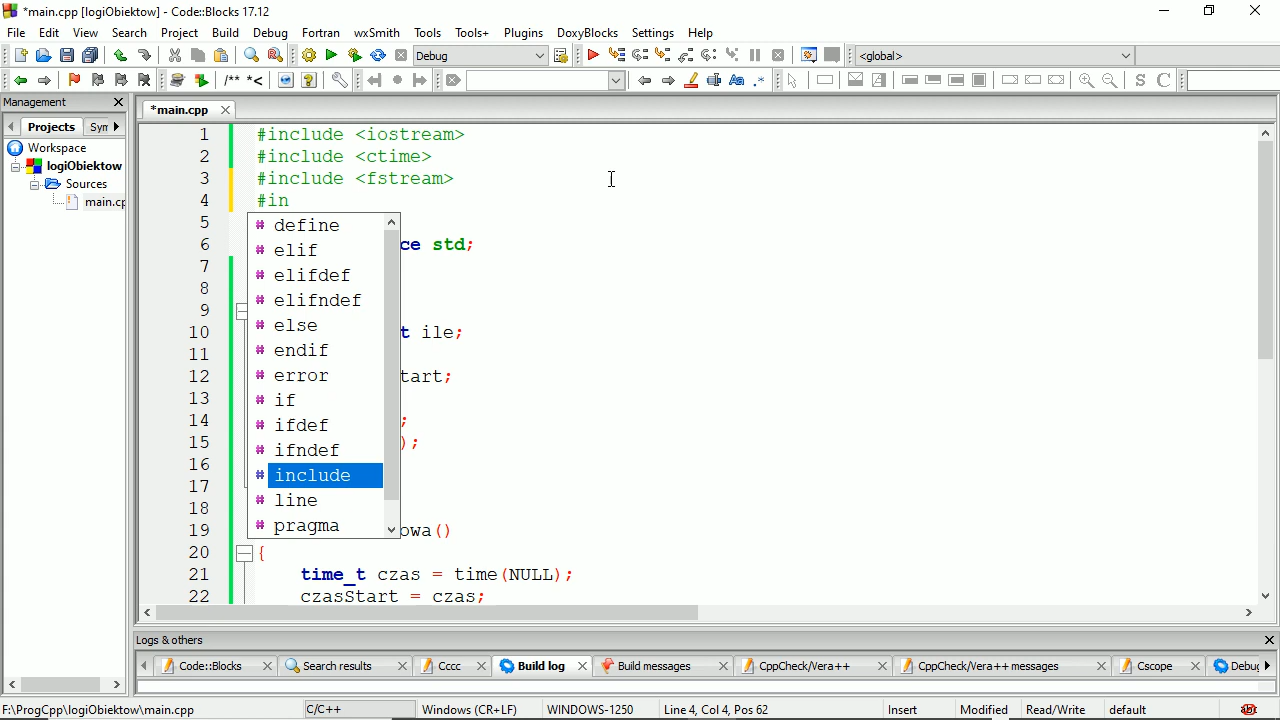 *main.cpp [logiObiektow] - Code::Blocks 17.12
File Edit View Search Project Build Debug Fortran wxSmith Tools Tools+ Plugins DoxyBlocks Settings Help
Debug <global>
/** *< Aa .* S C
Management
*main.cpp
Projects Sym
Workspace
logiObiektow
Sources
main.cp
1 #include <iostream>
2 #include <ctime>
3 #include <fstream>
4 #in
5
6 ce std;
7
8
9
10 t ile;
11
12 tart;
13
14 ;
15 );
16
17
18
19 owa()
20 {
21 time_t czas = time(NULL);
22 czasStart = czas;
# define
# elif
# elifdef
# elifndef
# else
# endif
# error
# if
# ifdef
# ifndef
# include
# line
# pragma
Logs & others
Code::Blocks Search results Cccc Build log Build messages CppCheck/Vera++ CppCheck/Vera++ messages Cscope Debug
F:\ProgCpp\logiObiektow\main.cpp C/C++ Windows (CR+LF) WINDOWS-1250 Line 4, Col 4, Pos 62 Insert Modified Read/Write default